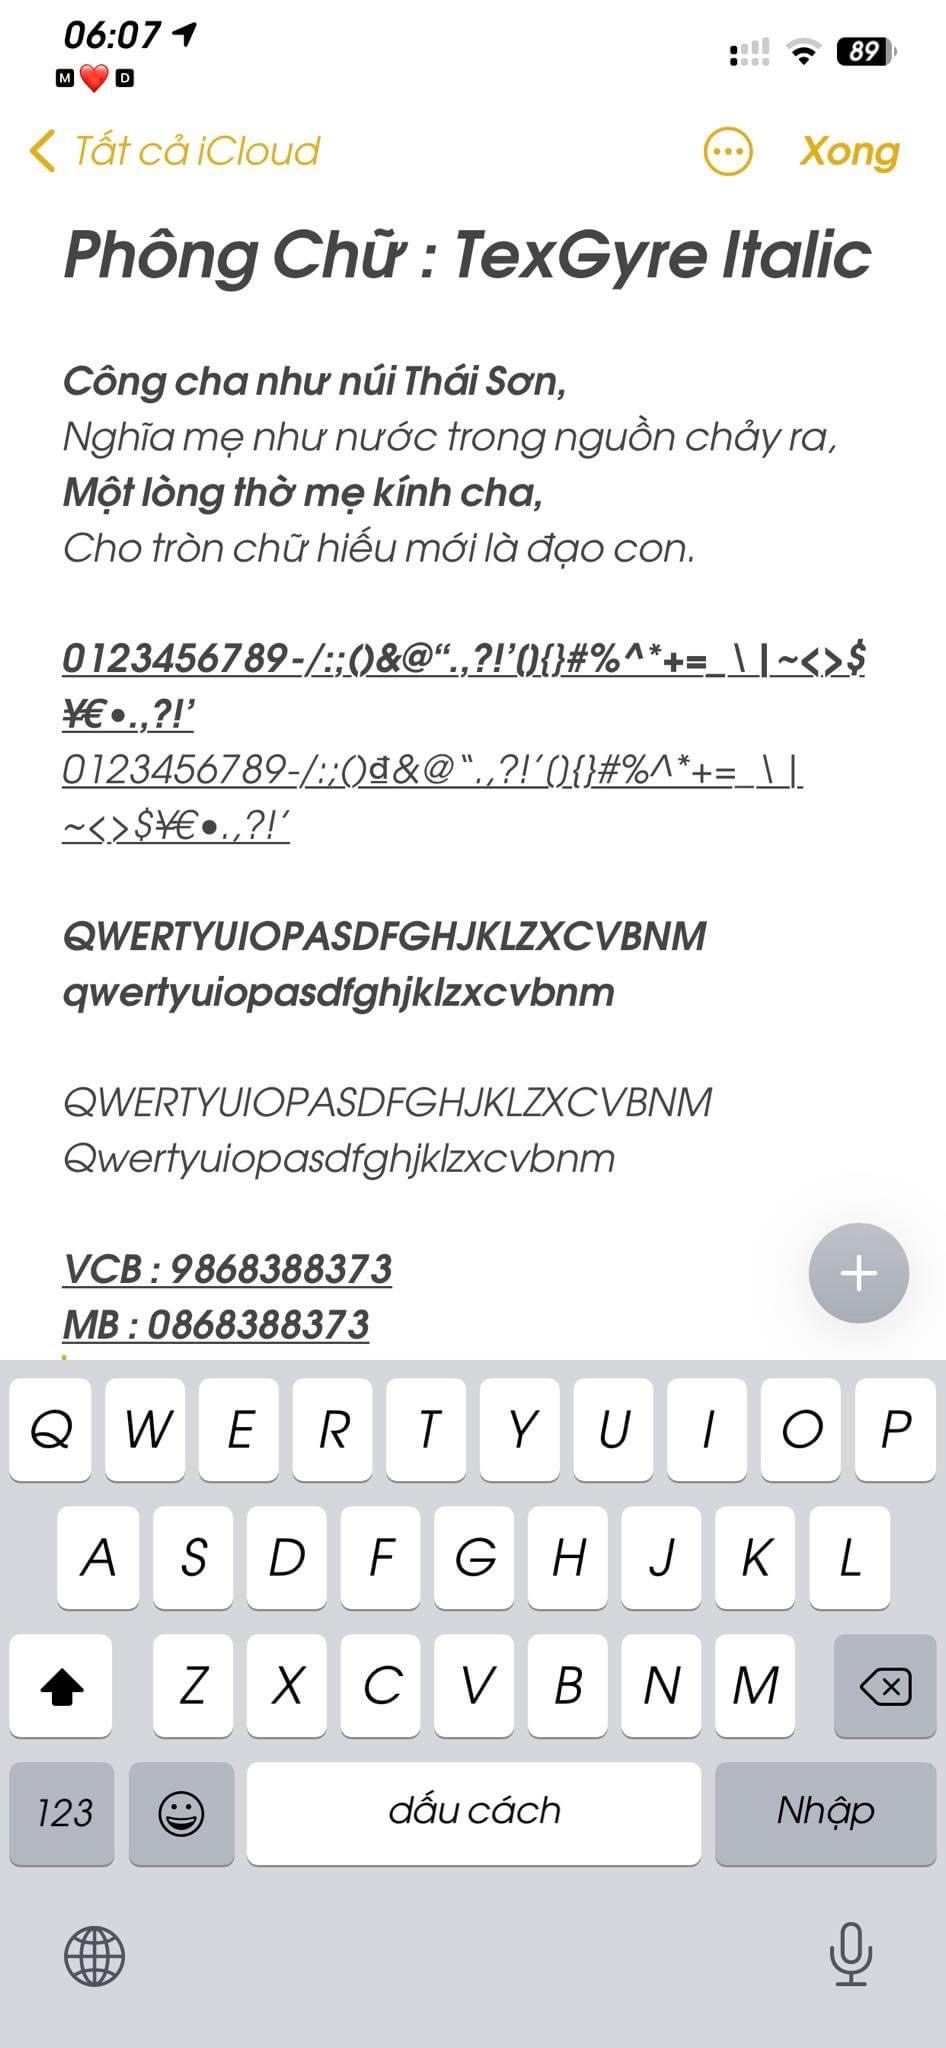 06:07
M❤️D
89
Tất cả iCloud
Xong
Phông Chữ : TexGyre Italic
Công cha như núi Thái Sơn,
Nghĩa mẹ như nước trong nguồn chảy ra,
Một lòng thờ mẹ kính cha,
Cho tròn chữ hiếu mới là đạo con.
0123456789-/:;()&@“.,?!’(){}#%^*+=_\|~<>$
¥€•.,?!’
0123456789-/:;()₫&@“.,?!’(){}#%^*+=_\|
~<>$¥€•.,?!’
QWERTYUIOPASDFGHJKLZXCVBNM
qwertyuiopasdfghjklzxcvbnm
QWERTYUIOPASDFGHJKLZXCVBNM
Qwertyuiopasdfghjklzxcvbnm
VCB : 9868388373
MB : 0868388373
Q W E R T Y U I O P
A S D F G H J K L
Z X C V B N M
123 dấu cách Nhập